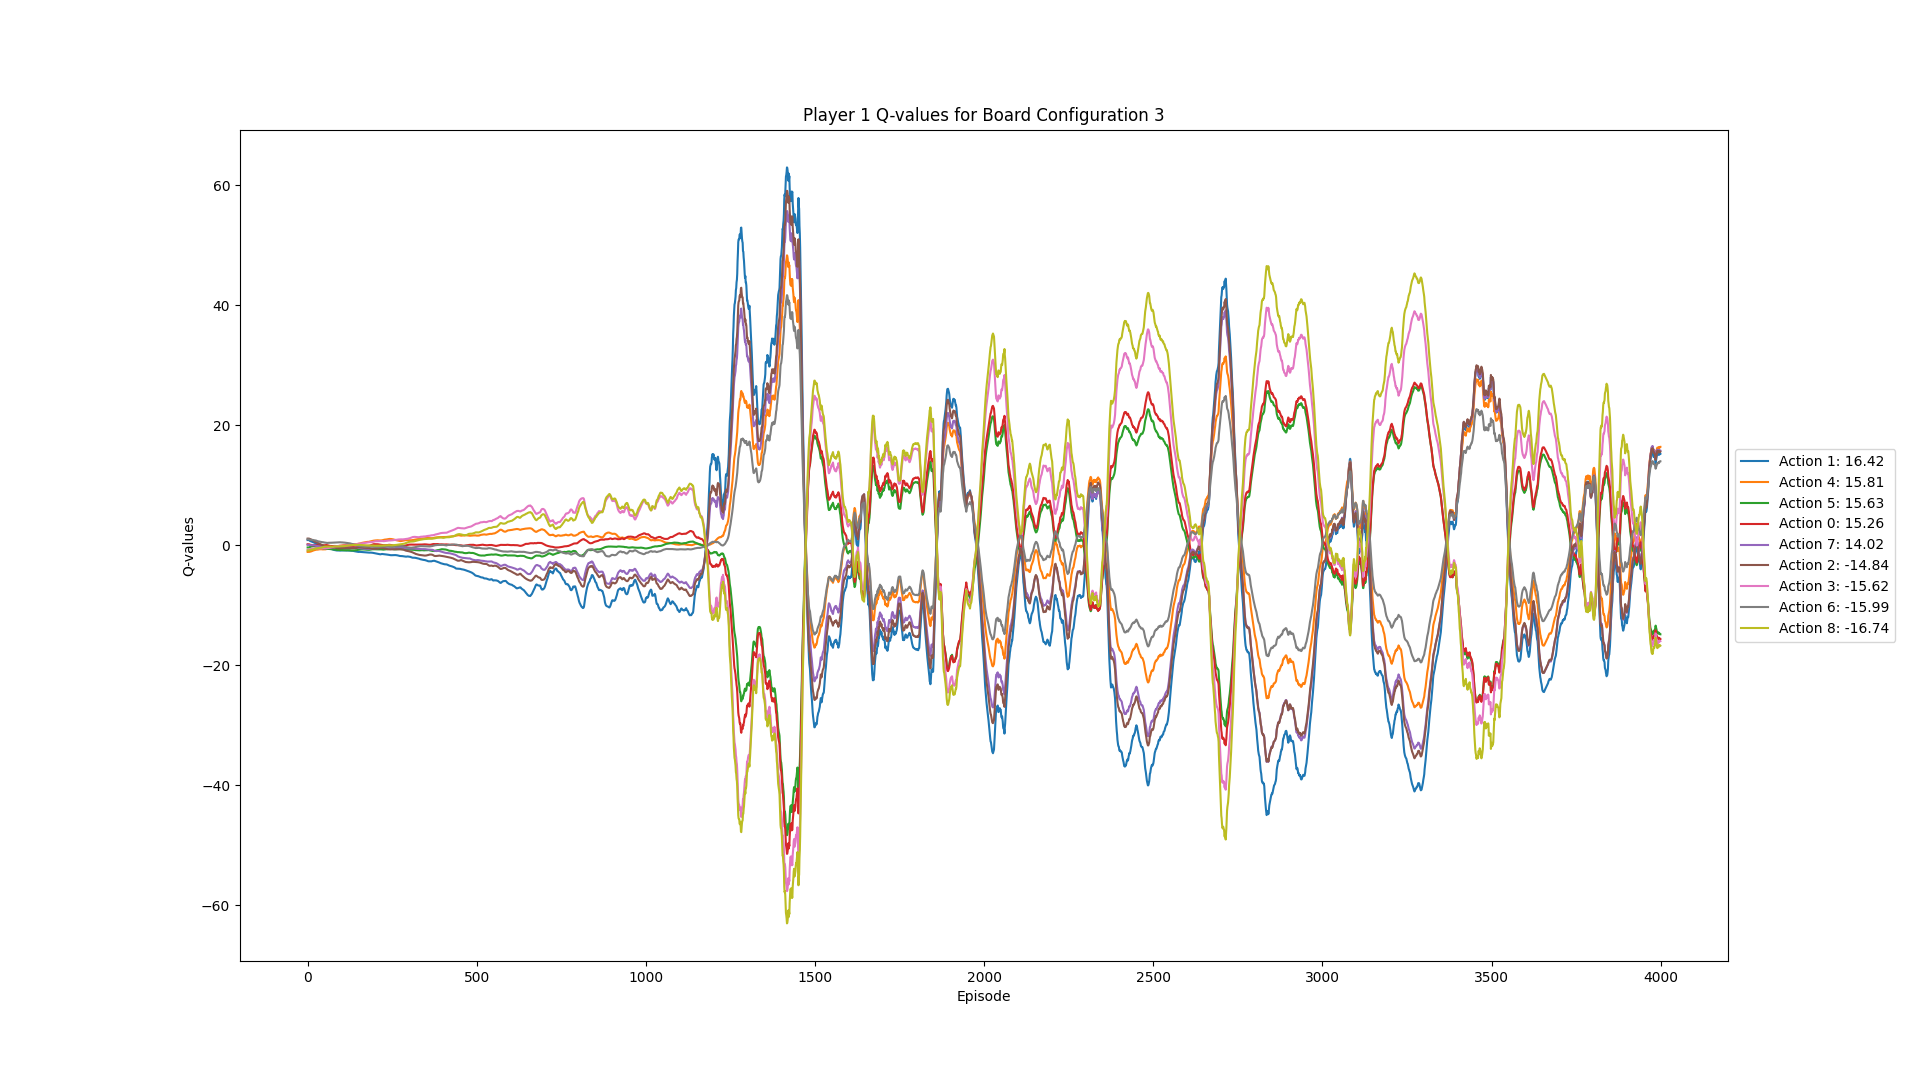 Player 1 Q-values for Board Configuration 3
Q-values
60
40
20
0
−20
−40
−60
0
500
1000
1500
2000
2500
3000
3500
4000
Episode
Action 1: 16.42
Action 4: 15.81
Action 5: 15.63
Action 0: 15.26
Action 7: 14.02
Action 2: -14.84
Action 3: -15.62
Action 6: -15.99
Action 8: -16.74